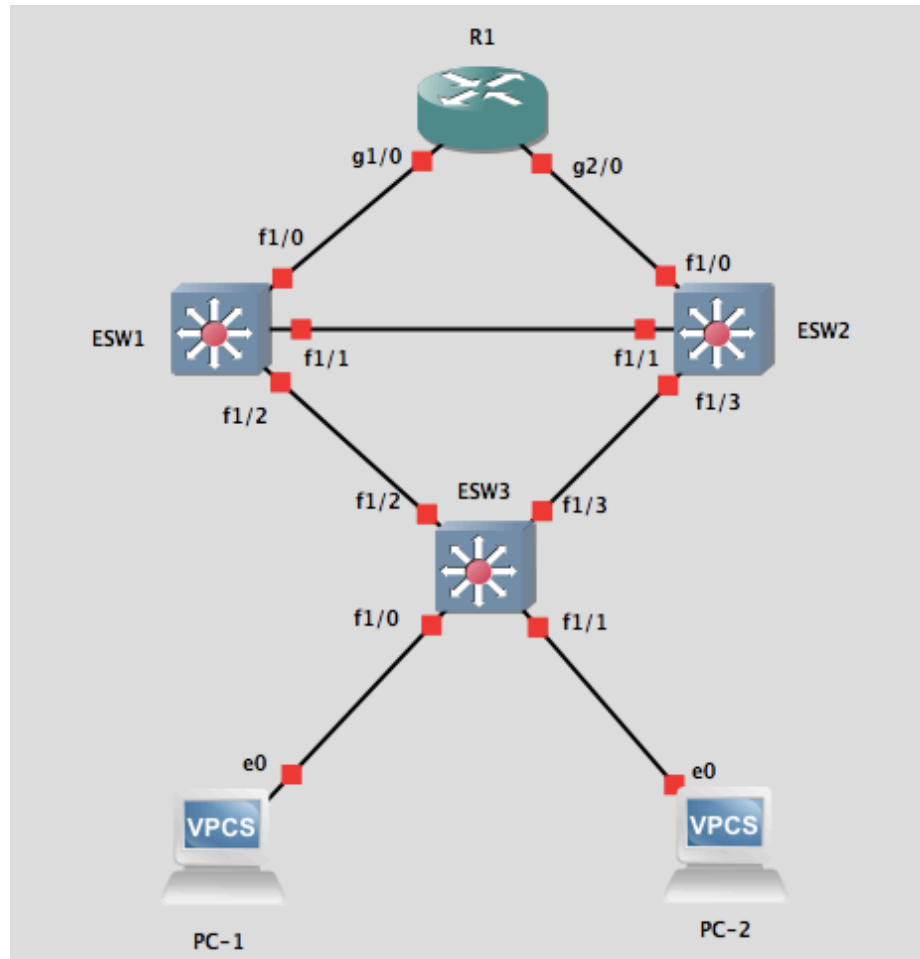 R1
g1/0
g2/0
f1/0
f1/0
ESW1
ESW2
f1/1
f1/1
f1/2
f1/3
ESW3
f1/2
f1/3
f1/0
f1/1
e0
e0
VPCS
VPCS
PC-1
PC-2